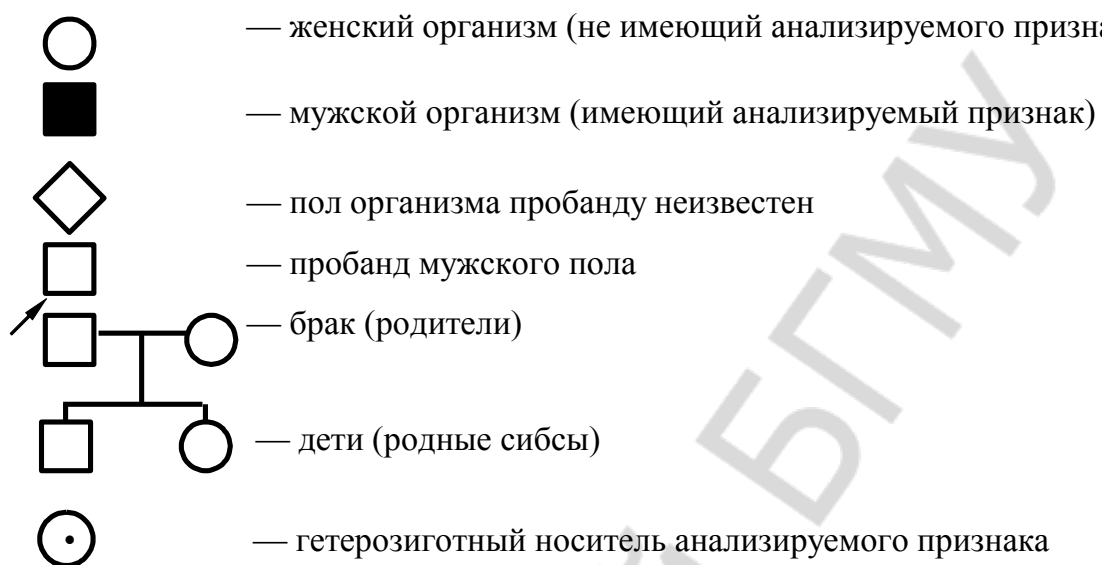 — женский организм (не имеющий анализируемого
— мужской организм (имеющий анализируемый признак)
— пол организма пробанду неизвестен
— пробанд мужского пола
— брак (родители)
— дети (родные сибсы)
— гетерозиготный носитель анализируемого признака
БГМУ